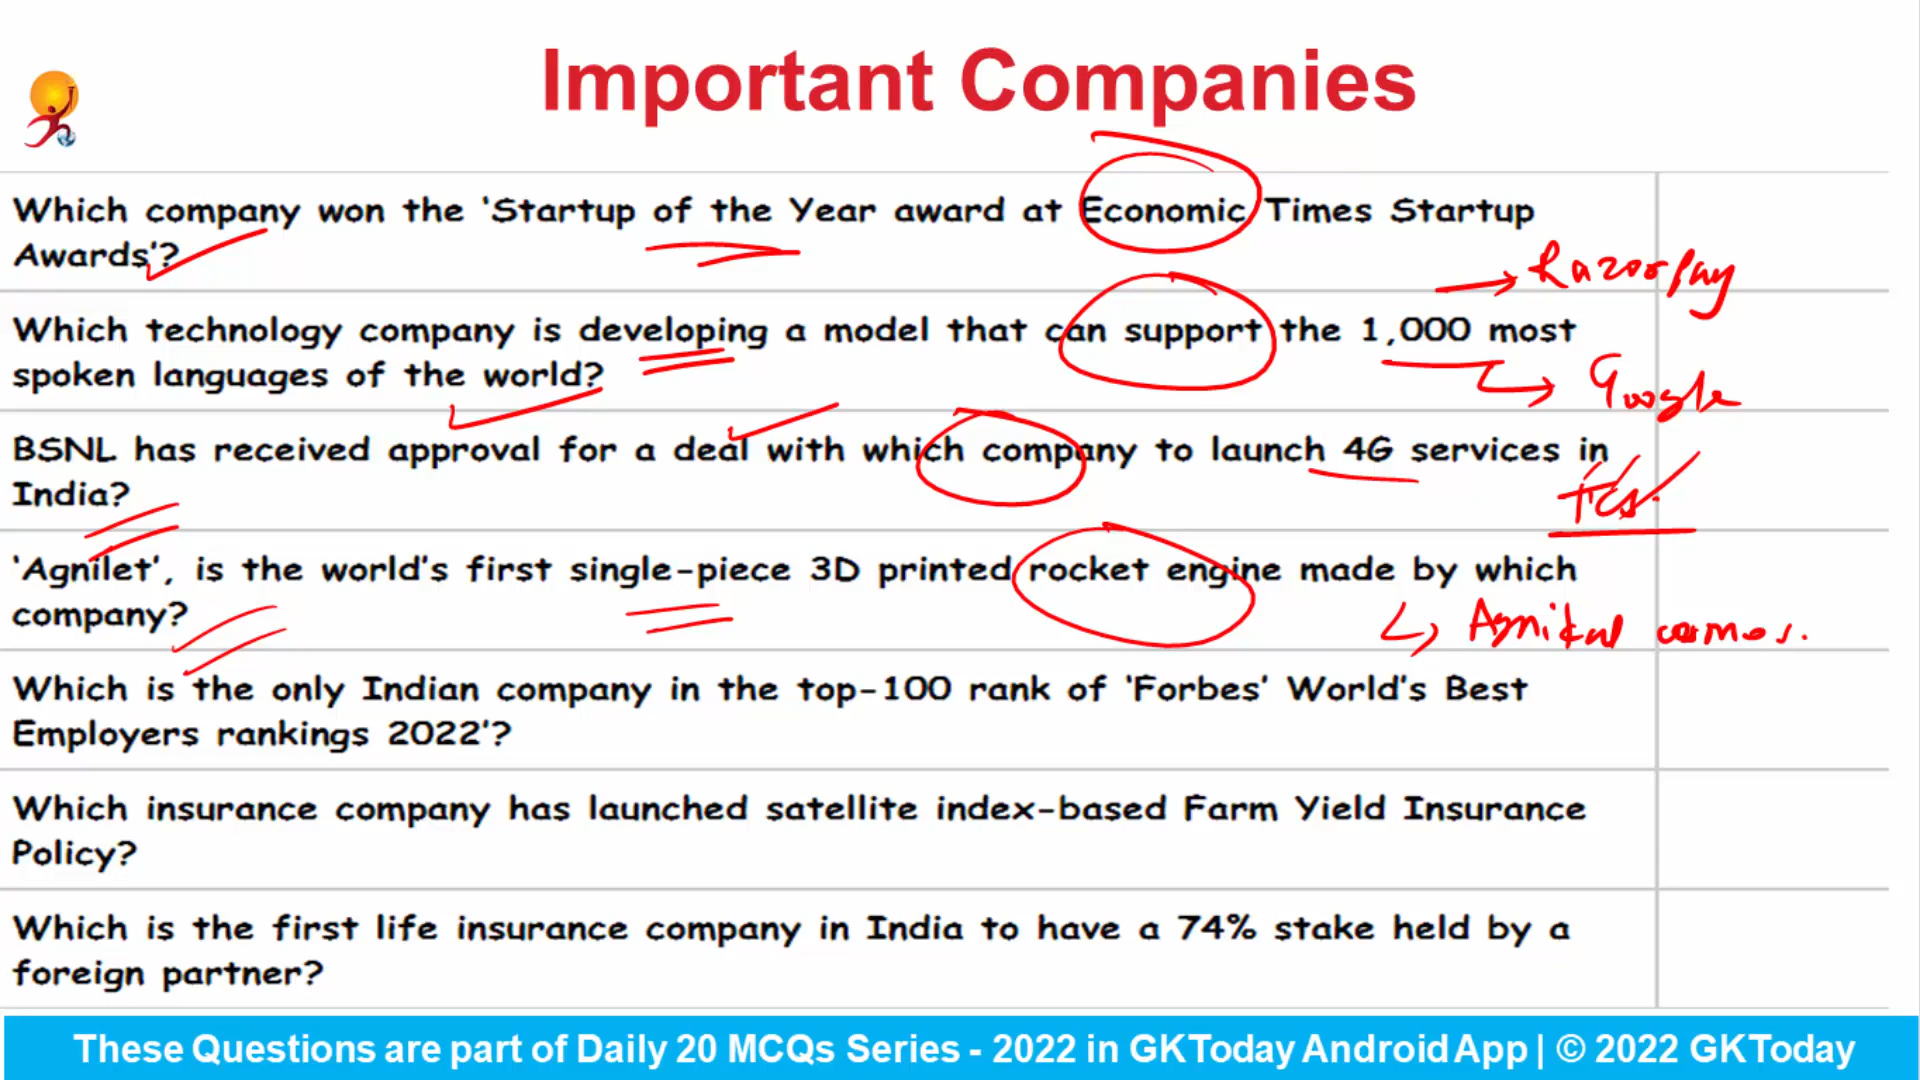 Important Companies
Which company won the ‘Startup of the Year award at Economic Times Startup
Awards’?
Razorpay
Which technology company is developing a model that can support the 1,000 most
spoken languages of the world?
Google
BSNL has received approval for a deal with which company to launch 4G services in
India?
TCS.
‘Agnilet’, is the world’s first single-piece 3D printed rocket engine made by which
company?
Agnikul
Which is the only Indian company in the top-100 rank of ‘Forbes’ World’s Best
Employers rankings 2022’?
Which insurance company has launched satellite index-based Farm Yield Insurance
Policy?
Which is the first life insurance company in India to have a 74% stake held by a
foreign partner?
These Questions are part of Daily 20 MCQs Series - 2022 in GKToday Android App | © 2022 GKToday